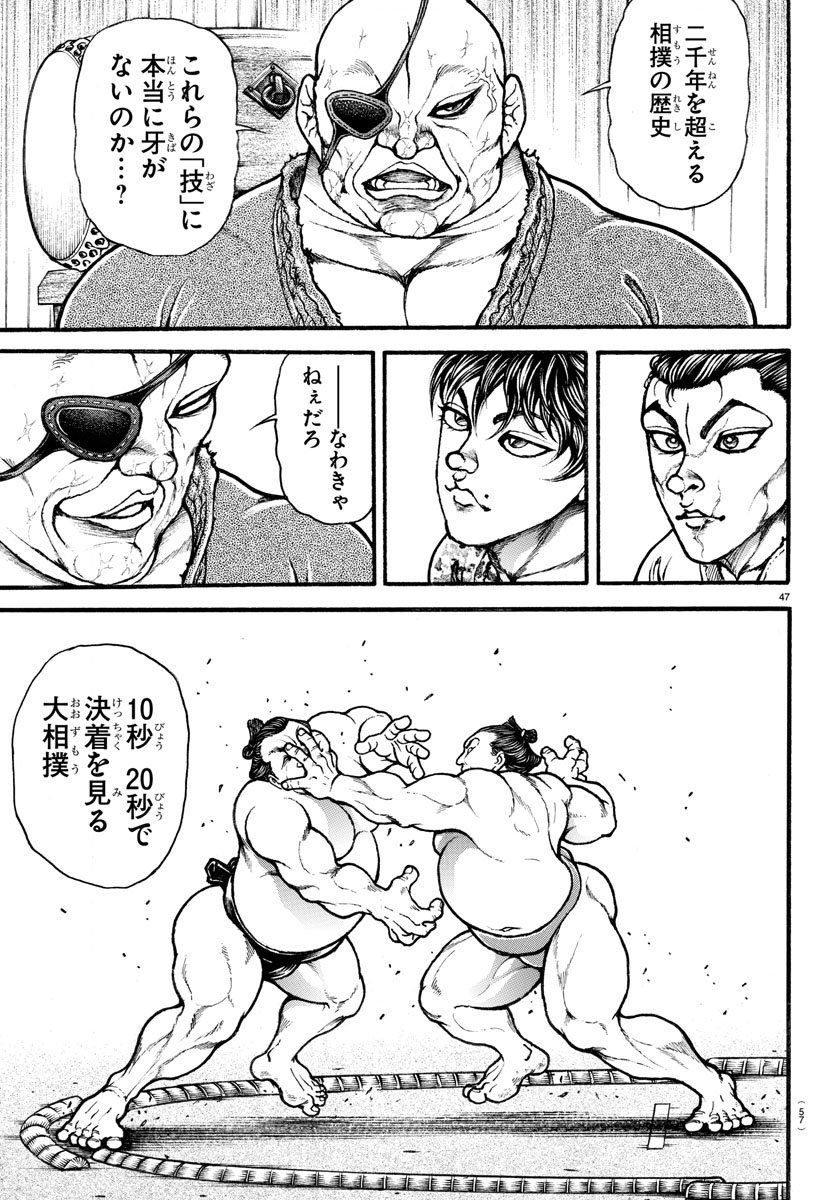 二千年を超える
相撲の歴史
これらの「技」に
本当に牙が
ないのか…?
――なわきゃ
ねぇだろ
47
10秒 20秒で
決着を見る
大相撲
(57)